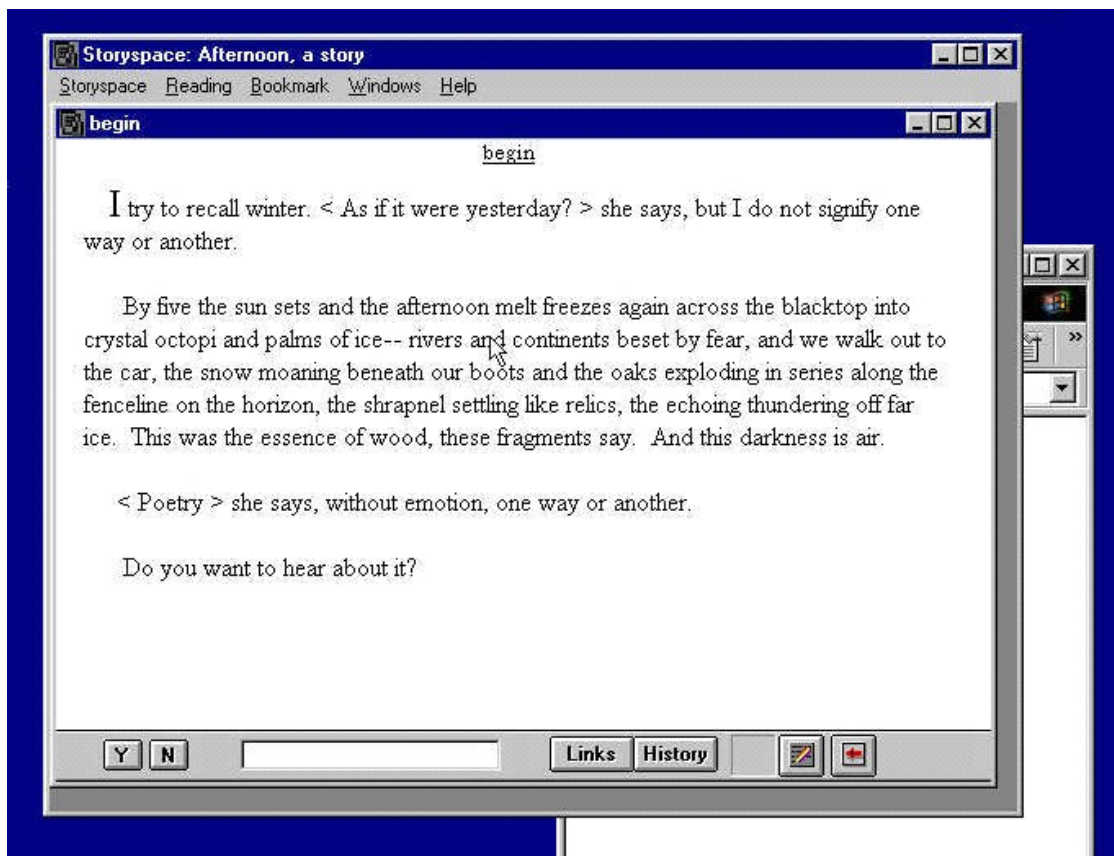 Storyspace: Afternoon, a story
Storyspace Reading Bookmark Windows Help
begin
begin
I try to recall winter. < As if it were yesterday? > she says, but I do not signify one
way or another.
By five the sun sets and the afternoon melt freezes again across the blacktop into
crystal octopi and palms of ice-- rivers and continents beset by fear, and we walk out to
the car, the snow moaning beneath our boots and the oaks exploding in series along the
fenceline on the horizon, the shrapnel settling like relics, the echoing thundering off far
ice. This was the essence of wood, these fragments say. And this darkness is air.
< Poetry > she says, without emotion, one way or another.
Do you want to hear about it?
Y N Links History
»